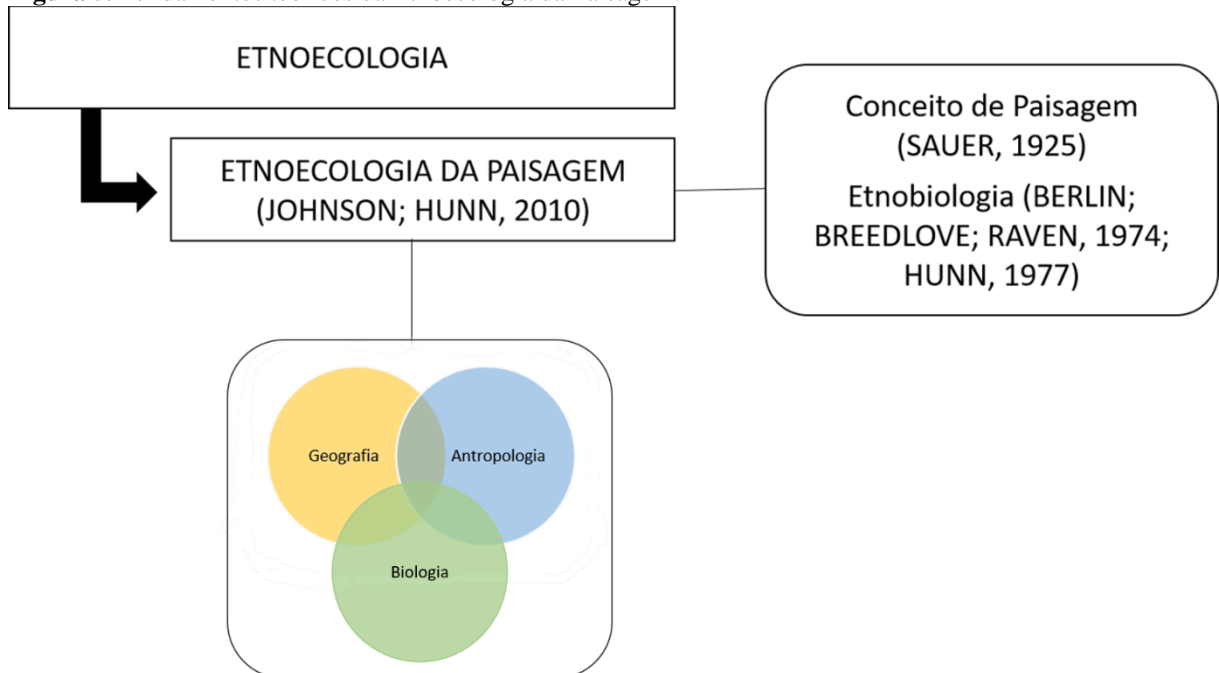 ETNOECOLOGIA
ETNOECOLOGIA DA PAISAGEM
(JOHNSON; HUNN, 2010)
Conceito de Paisagem
(SAUER, 1925)
Etnobiologia (BERLIN;
BREEDLOVE; RAVEN, 1974;
HUNN, 1977)
Geografia
Antropologia
Biologia